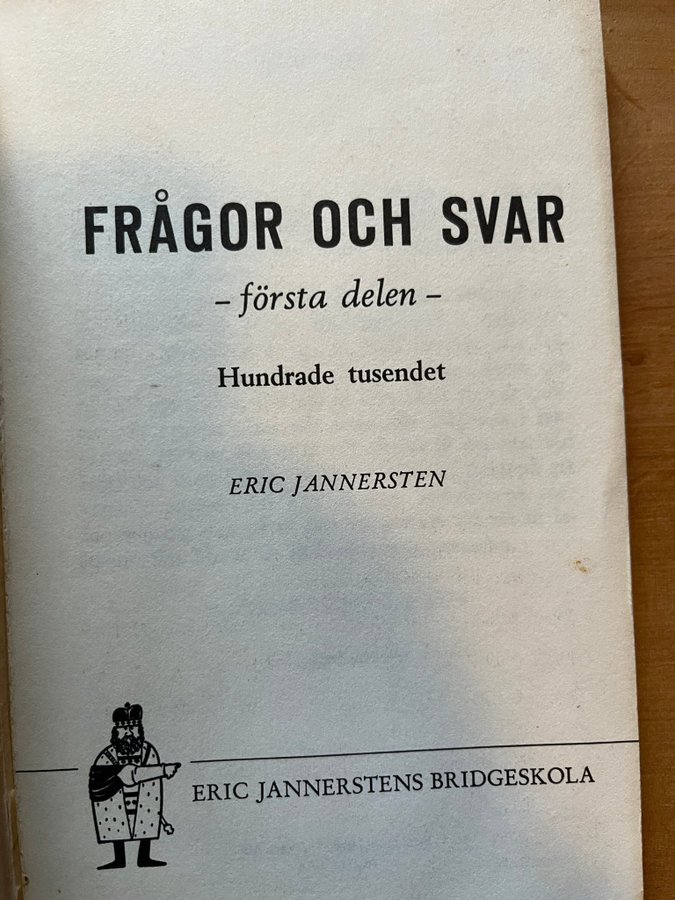 FRÅGOR OCH SVAR
– första delen –
Hundrade tusendet
ERIC JANNERSTEN
ERIC JANNERSTENS BRIDGESKOLA